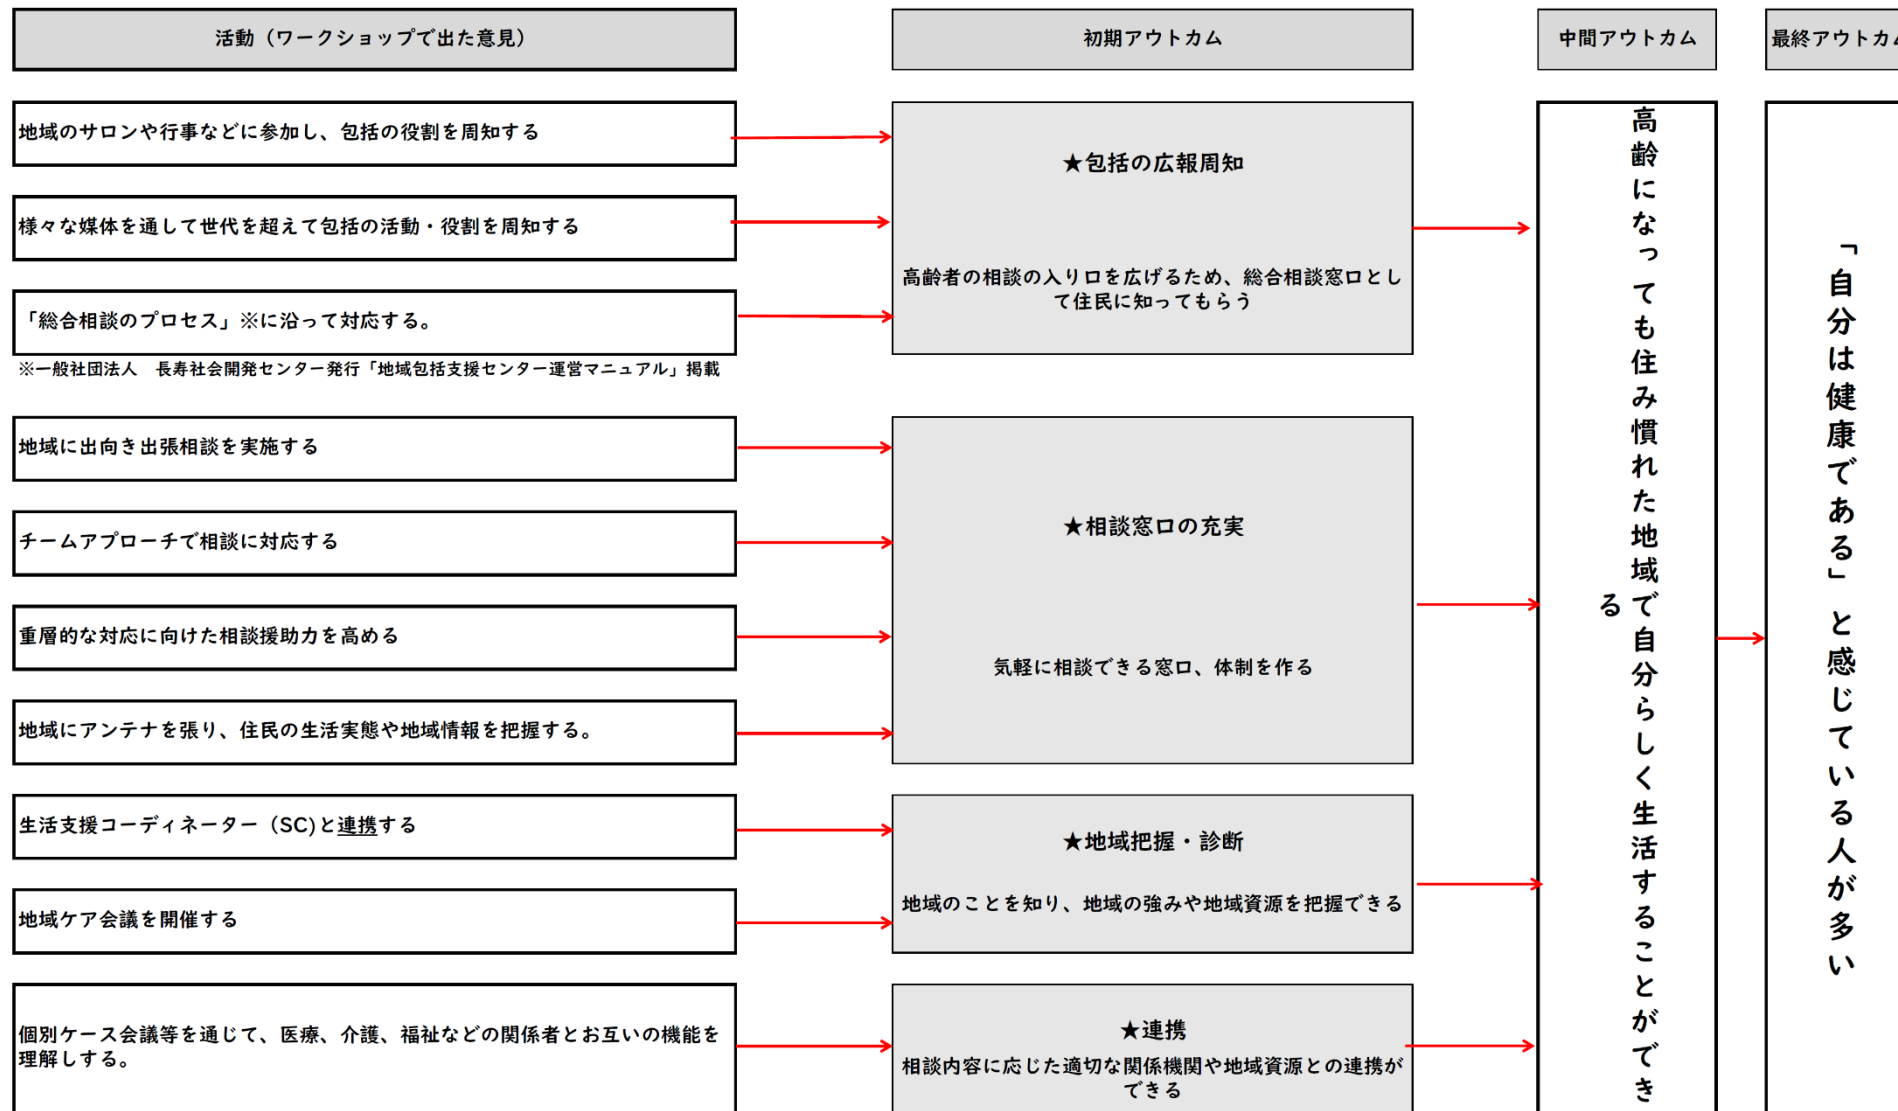 活動（ワークショップで出た意見）
初期アウトカム
中間アウトカム
最終アウトカム
地域のサロンや行事などに参加し、包括の役割を周知する
様々な媒体を通して世代を超えて包括の活動・役割を周知する
「総合相談のプロセス」※に沿って対応する。
※一般社団法人　長寿社会開発センター発行「地域包括支援センター運営マニュアル」掲載
★包括の広報周知
高齢者の相談の入り口を広げるため、総合相談窓口とし
て住民に知ってもらう
地域に出向き出張相談を実施する
チームアプローチで相談に対応する
重層的な対応に向けた相談援助力を高める
地域にアンテナを張り、住民の生活実態や地域情報を把握する。
★相談窓口の充実
気軽に相談できる窓口、体制を作る
生活支援コーディネーター（SC)と連携する
地域ケア会議を開催する
★地域把握・診断
地域のことを知り、地域の強みや地域資源を把握できる
個別ケース会議等を通じて、医療、介護、福祉などの関係者とお互いの機能を
理解しする。
★連携
相談内容に応じた適切な関係機関や地域資源との連携が
できる
高齢になっても住み慣れた地域で自分らしく生活することができ
る
「自分は健康である」と感じている人が多い